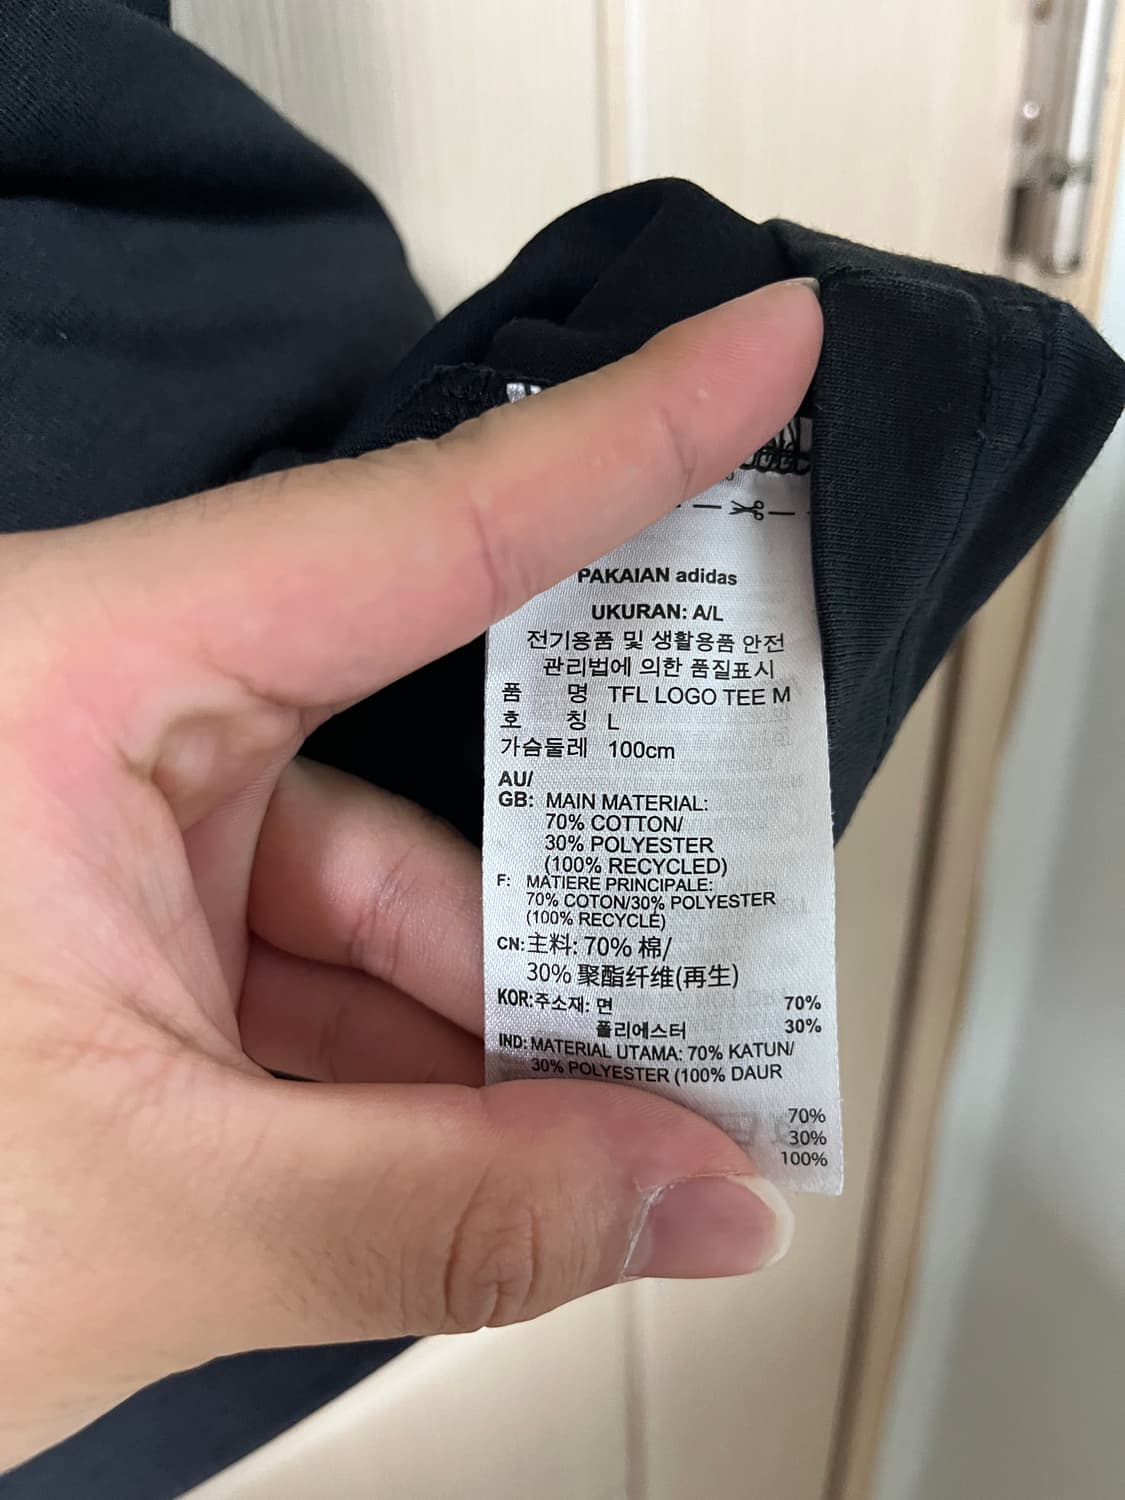 PAKAIAN adidas
UKURAN: A/L
전기용품 및 생활용품 안전
관리법에 의한 품질표시
품 명 TFL LOGO TEE M
호 칭 L
가슴둘레 100cm
AU/
GB: MAIN MATERIAL:
70% COTTON/
30% POLYESTER
(100% RECYCLED)
F: MATIERE PRINCIPALE:
70% COTON/30% POLYESTER
(100% RECYCLÉ)
CN: 主料: 70% 棉/
30% 聚酯纤维(再生)
KOR: 주소재: 면 70%
폴리에스터 30%
IND: MATERIAL UTAMA: 70% KATUN/
30% POLYESTER (100% DAUR
70%
30%
100%